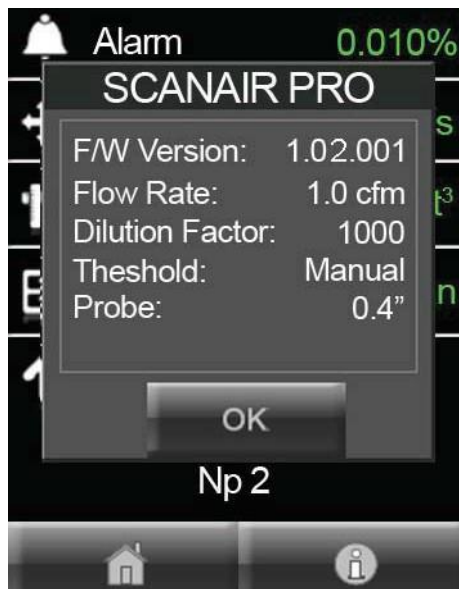 Alarm 0.010%
SCANAIR PRO
s
F/W Version: 1.02.001
Flow Rate: 1.0 cfm
t³
Dilution Factor: 1000
Theshold: Manual
n
Probe: 0.4”
OK
Np 2